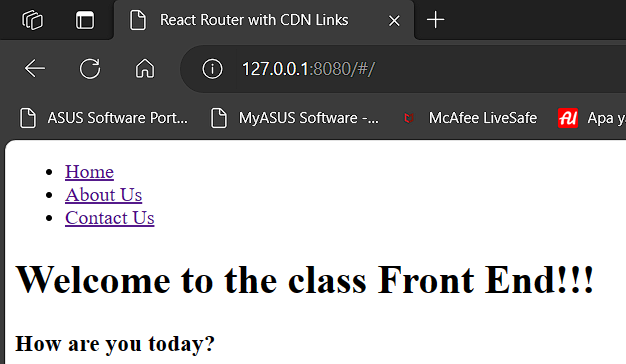 React Router with CDN Links
127.0.0.1:8080/#/
ASUS Software Port... MyASUS Software -... McAfee LiveSafe Apa y
Home
About Us
Contact Us
Welcome to the class Front End!!!
How are you today?